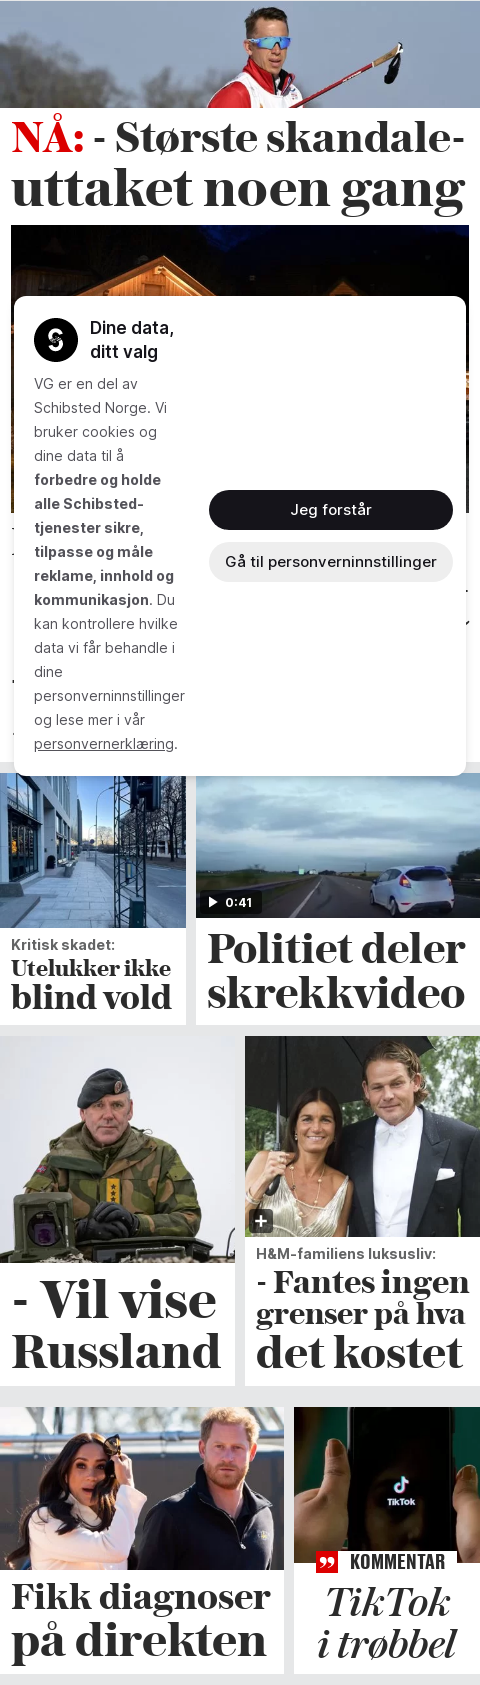 NÅ: - Største skandale-
uttaket noen gang
Dine data,
ditt valg
VG er en del av
Schibsted Norge. Vi
bruker cookies og
dine data til å
forbedre og holde
alle Schibsted-
tjenester sikre,
tilpasse og måle
reklame, innhold og
kommunikasjon. Du
kan kontrollere hvilke
data vi får behandle i
dine
personverninnstillinger
og lese mer i vår
personvernerklæring.
Jeg forstår
Gå til personverninnstillinger
0:41
Kritisk skadet:
Utelukker ikke
blind vold
Politiet deler
skrekkvideo
- Vil vise
Russland
H&M-familiens luksusliv:
- Fantes ingen
grenser på hva
det kostet
Fikk diagnoser
på direkten
TikTok
KOMMENTAR
TikTok
i trøbbel